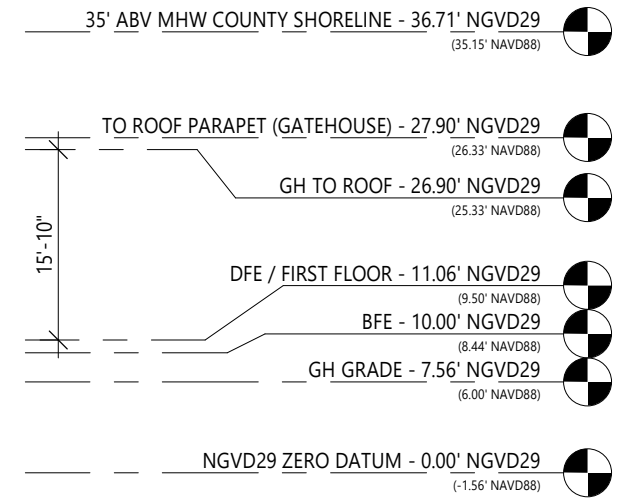 35' ABV MHW COUNTY SHORELINE - 36.71' NGVD29
(35.15' NAVD88)
TO ROOF PARAPET (GATEHOUSE) - 27.90' NGVD29
(26.33' NAVD88)
GH TO ROOF - 26.90' NGVD29
(25.33' NAVD88)
15'-10"
DFE / FIRST FLOOR - 11.06' NGVD29
(9.50' NAVD88)
BFE - 10.00' NGVD29
(8.44' NAVD88)
GH GRADE - 7.56' NGVD29
(6.00' NAVD88)
NGVD29 ZERO DATUM - 0.00' NGVD29
(-1.56' NAVD88)